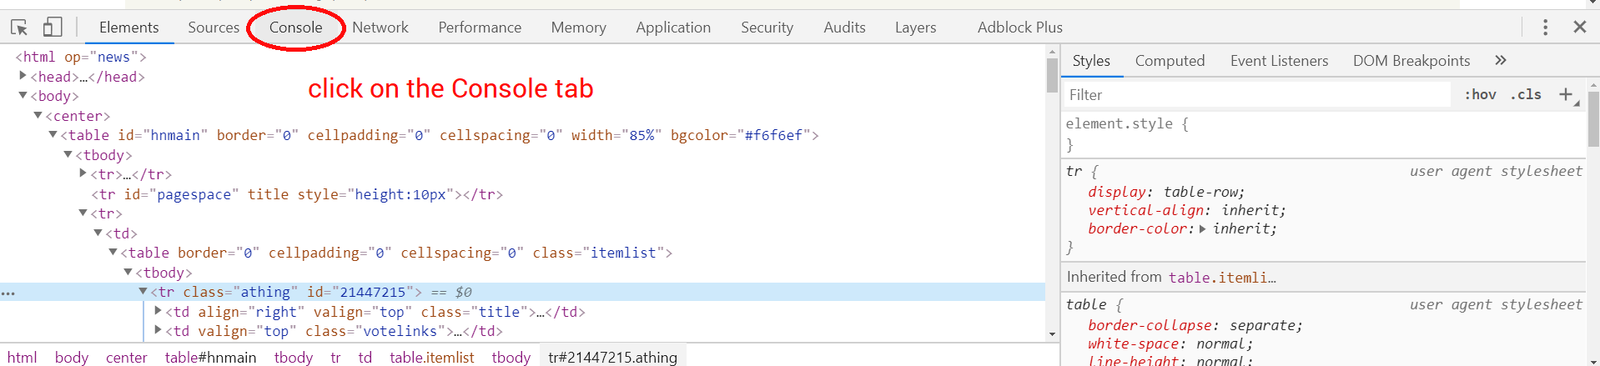 Elements Sources Console Network Performance Memory Application Security Audits Layers Adblock Plus
<html op="news">
<head>…</head>
click on the Console tab
<body>
<center>
<table id="hnmain" border="0" cellpadding="0" cellspacing="0" width="85%" bgcolor="#f6f6ef">
<tbody>
<tr>…</tr>
<tr id="pagespace" title style="height:10px"></tr>
<tr>
<td>
<table border="0" cellpadding="0" cellspacing="0" class="itemlist">
<tbody>
<tr class="athing" id="21447215"> == $0
<td align="right" valign="top" class="title">…</td>
<td valign="top" class="votelinks">…</td>
html body center table#hnmain tbody tr td table.itemlist tbody tr#21447215.athing
Styles Computed Event Listeners DOM Breakpoints »
Filter :hov .cls +
element.style {
}
tr { user agent stylesheet
display: table-row;
vertical-align: inherit;
border-color: inherit;
}
Inherited from table.itemli…
table { user agent stylesheet
border-collapse: separate;
white-space: normal;
line-height: normal;